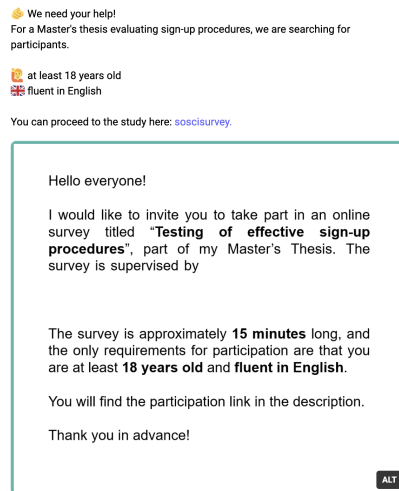 🫵 We need your help!
For a Master's thesis evaluating sign-up procedures, we are searching for
participants.
🙋 at least 18 years old
🇬🇧 fluent in English
You can proceed to the study here: soscisurvey.
Hello everyone!
I would like to invite you to take part in an online
survey titled “Testing of effective sign-up
procedures”, part of my Master’s Thesis. The
survey is supervised by
The survey is approximately 15 minutes long, and
the only requirements for participation are that you
are at least 18 years old and fluent in English.
You will find the participation link in the description.
Thank you in advance!
ALT